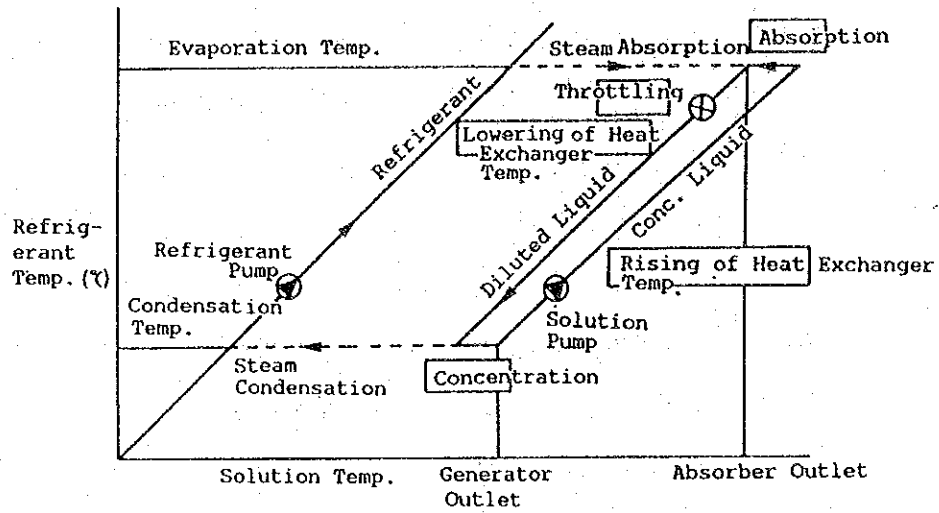 Evaporation Temp.
Steam Absorption
Absorption
Throttling
Lowering of Heat
Exchanger
Temp.
Refrigerant
Diluted Liquid
Conc. Liquid
Refrig-
erant
Temp. (℃)
Refrigerant
Pump
Condensation
Temp.
Rising of Heat Exchanger
Temp.
Solution
Pump
Steam
Condensation
Concentration
Solution Temp.
Generator
Outlet
Absorber Outlet